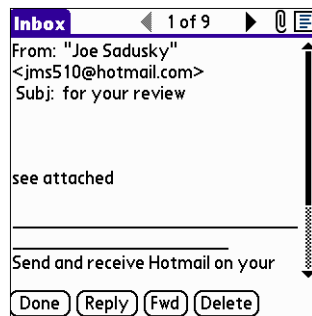 Inbox 1 of 9
From: "Joe Sadusky"
<jms510@hotmail.com>
Subj: for your review
see attached
Send and receive Hotmail on your
Done Reply Fwd Delete